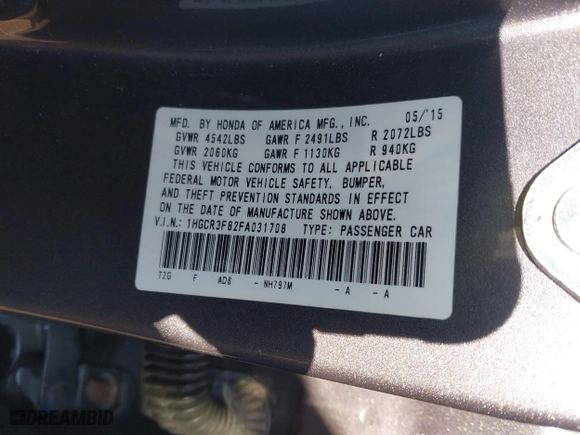 MFD. BY HONDA OF AMERICA MFG., INC. 05/'15
GVWR 4542LBS GAWR F 2491LBS R 2072LBS
GVWR 2060KG GAWR F 1130KG R 940KG
THIS VEHICLE CONFORMS TO ALL APPLICABLE
FEDERAL MOTOR VEHICLE SAFETY, BUMPER,
AND THEFT PREVENTION STANDARDS IN EFFECT
ON THE DATE OF MANUFACTURE SHOWN ABOVE.
V.I.N.: 1HGCR3F82FA031708 TYPE: PASSENGER CAR
T2G F AD8 - NH797M - A - A
DREAMBID